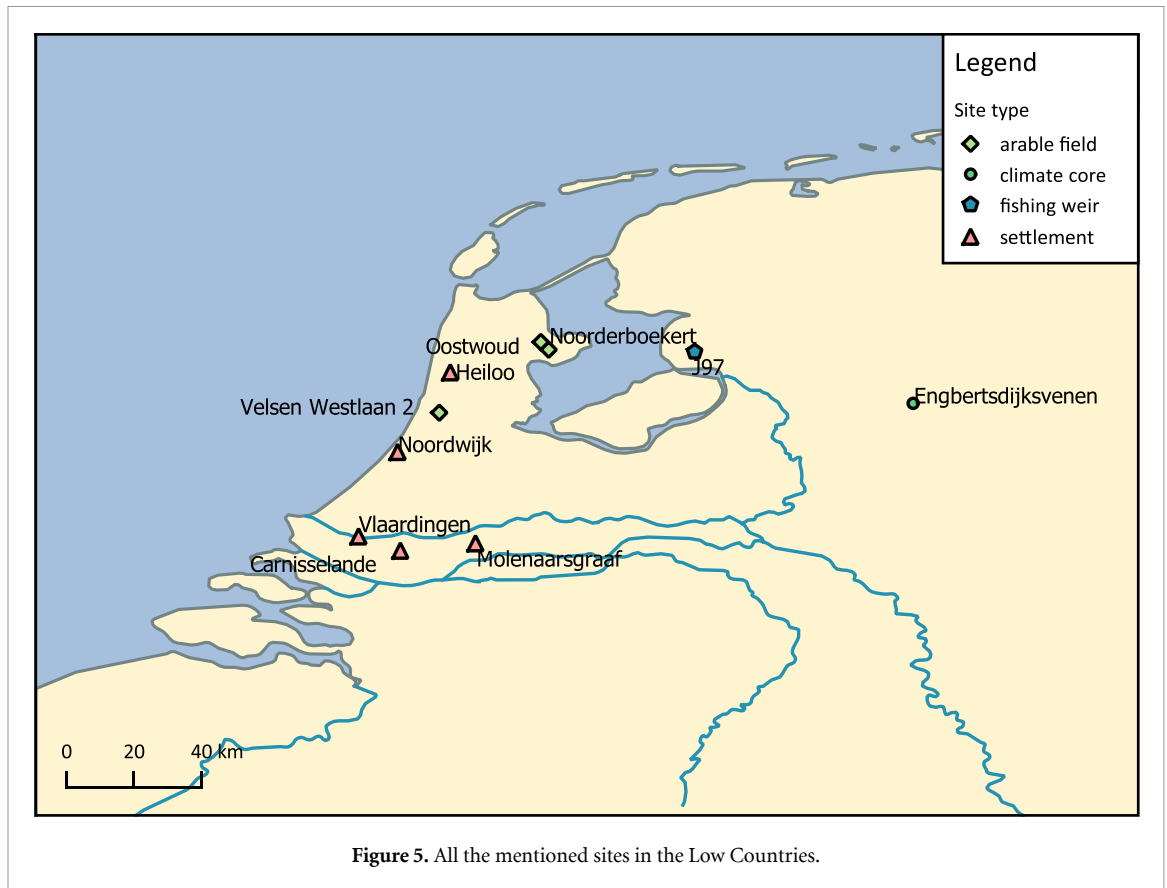 Legend
Site type
arable field
climate core
fishing weir
settlement
Noorderboekert
Oostwoud
J97
Heiloo
Engbertsdijksvenen
Velsen Westlaan 2
Noordwijk
Vlaardingen
Molenaarsgraaf
Carnisselande
0 20 40 km
Figure 5. All the mentioned sites in the Low Countries.